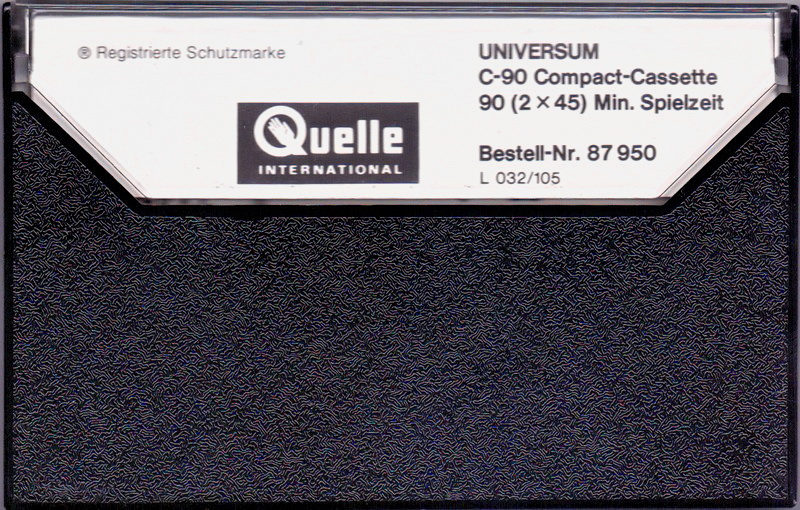 ® Registrierte Schutzmarke
Quelle
INTERNATIONAL
UNIVERSUM
C-90 Compact-Cassette
90 (2 × 45) Min. Spielzeit
Bestell-Nr. 87 950
L 032/105